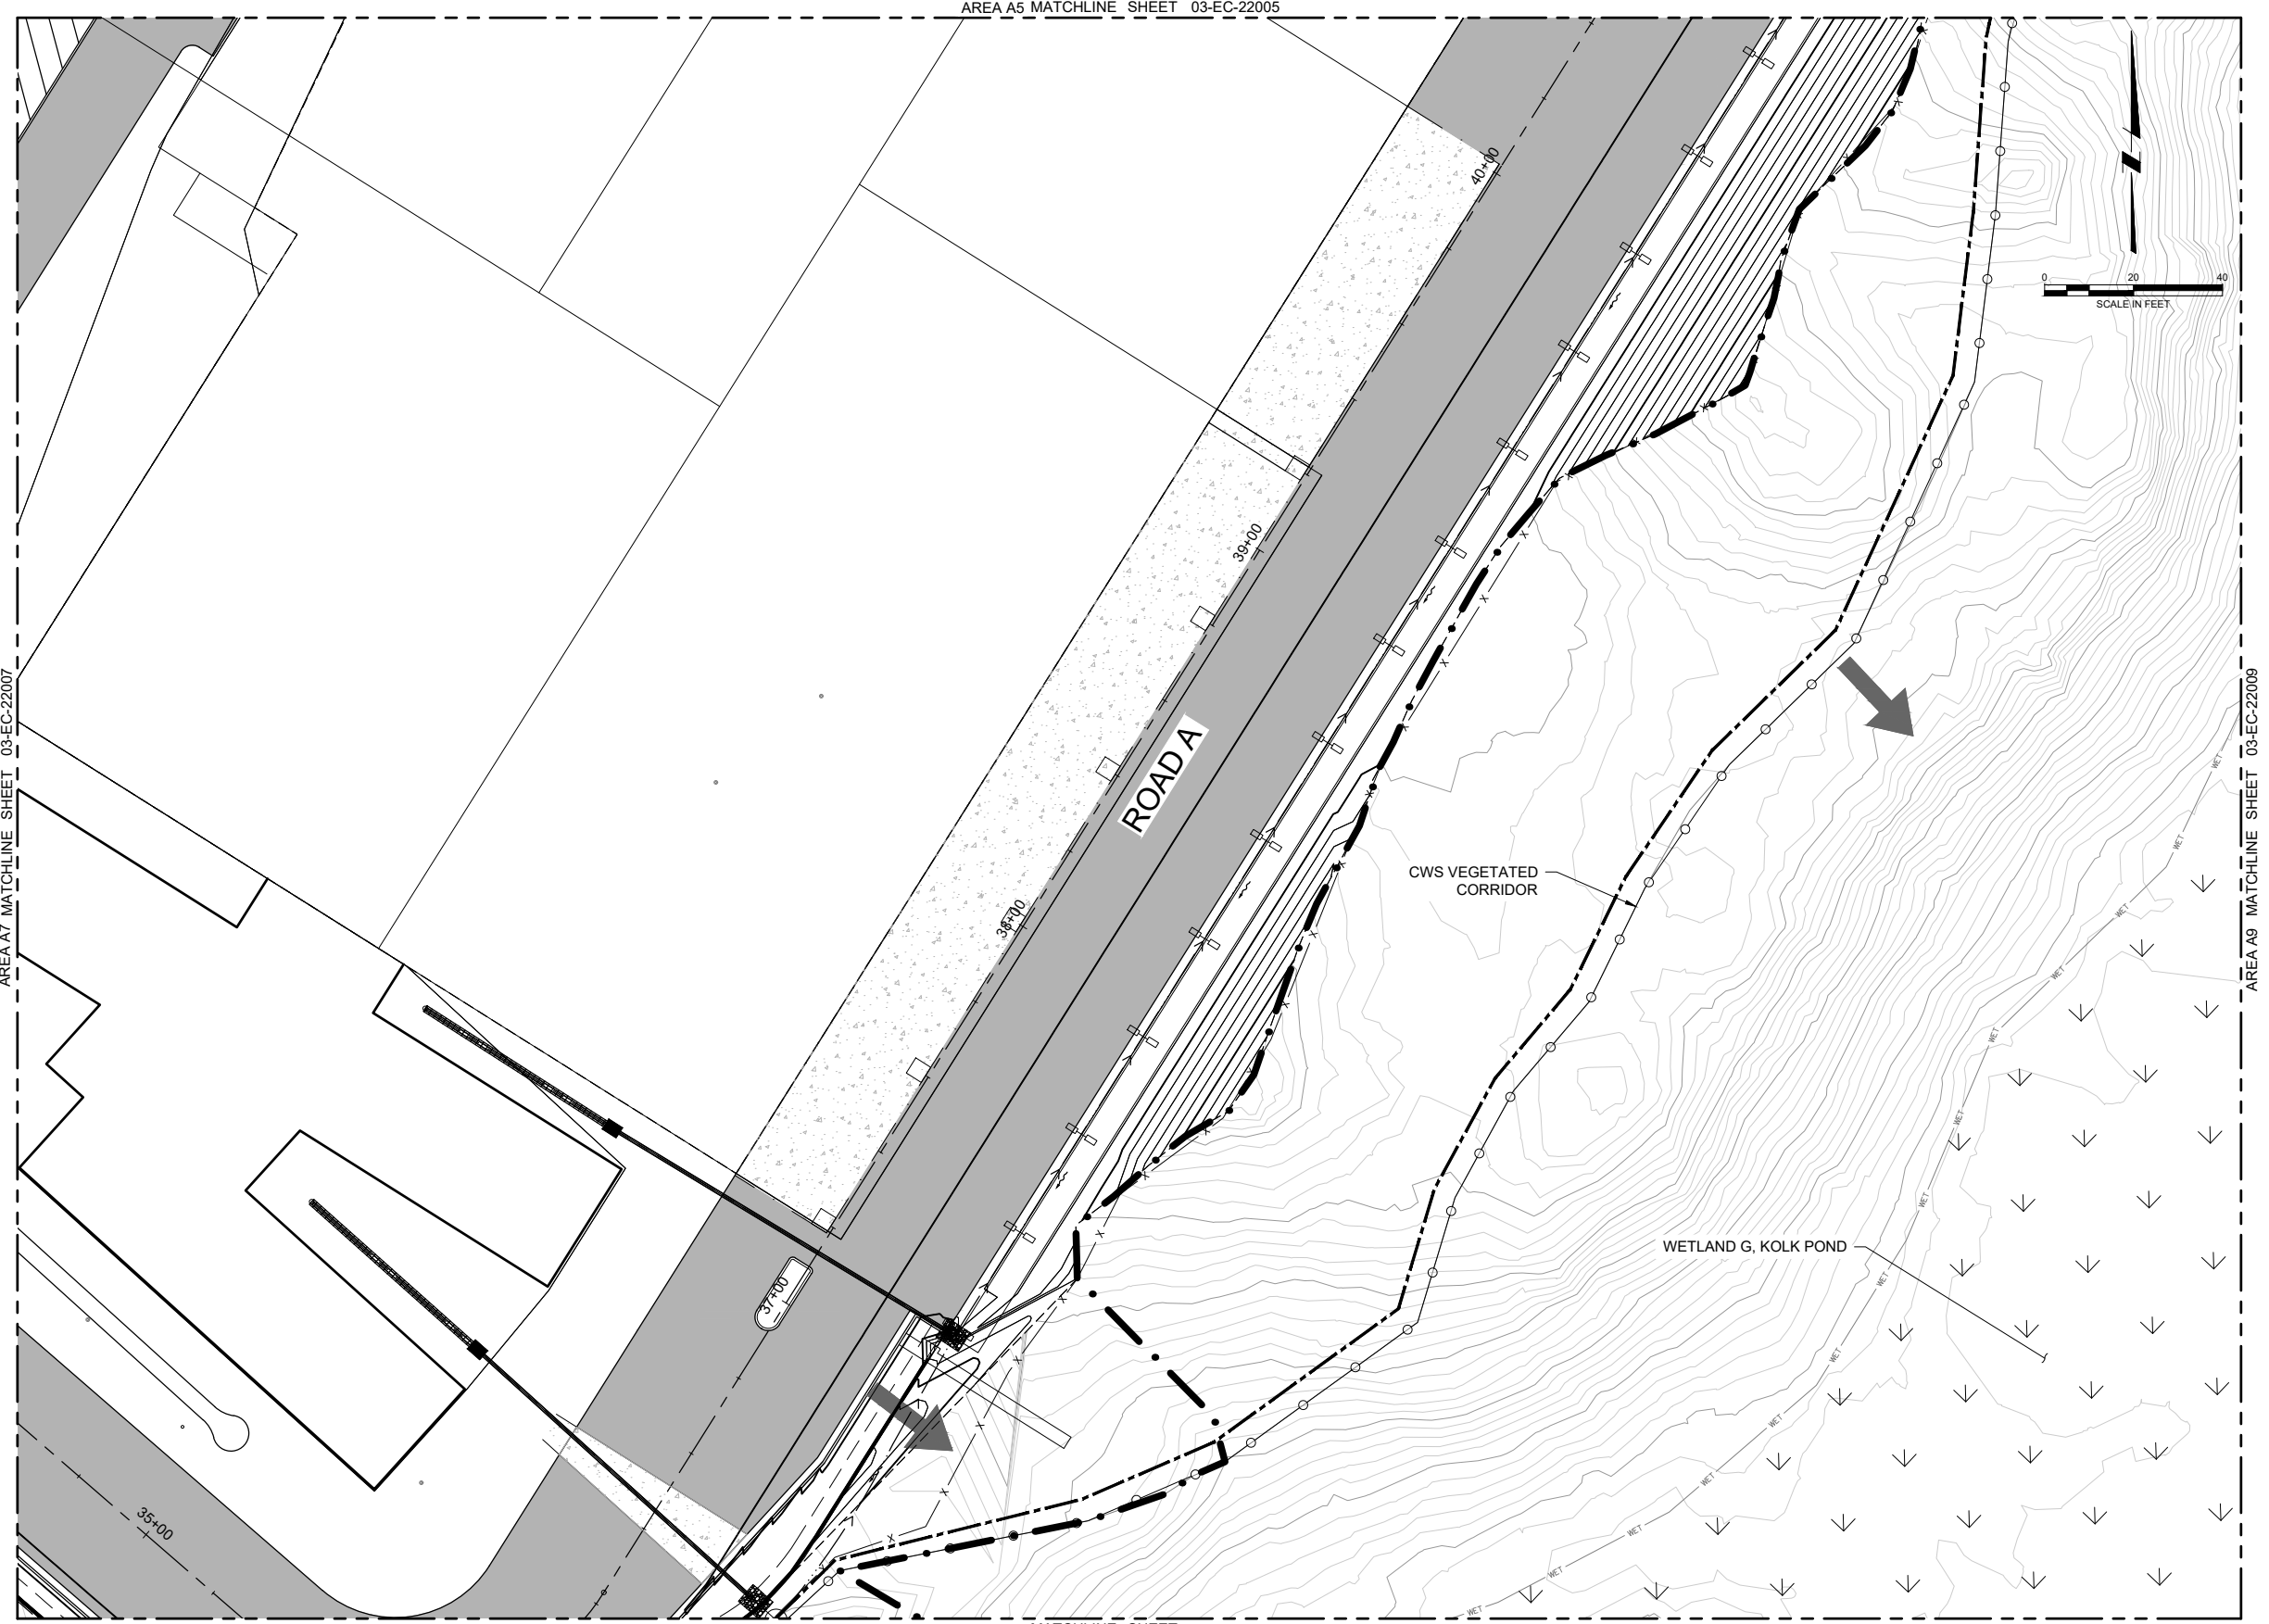 AREA A5 MATCHLINE SHEET 03-EC-22005
40+00
0 20 40
SCALE IN FEET
39+00
ROAD A
AREA A7 MATCHLINE SHEET 03-EC-22007
AREA A9 MATCHLINE SHEET 03-EC-22009
WET
WET
CWS VEGETATED
CORRIDOR
WET
38+00
WET
WET
WET
WET
WETLAND G, KOLK POND
WET
37+00
WET
WET
WET
35+00
WET
WET
WET